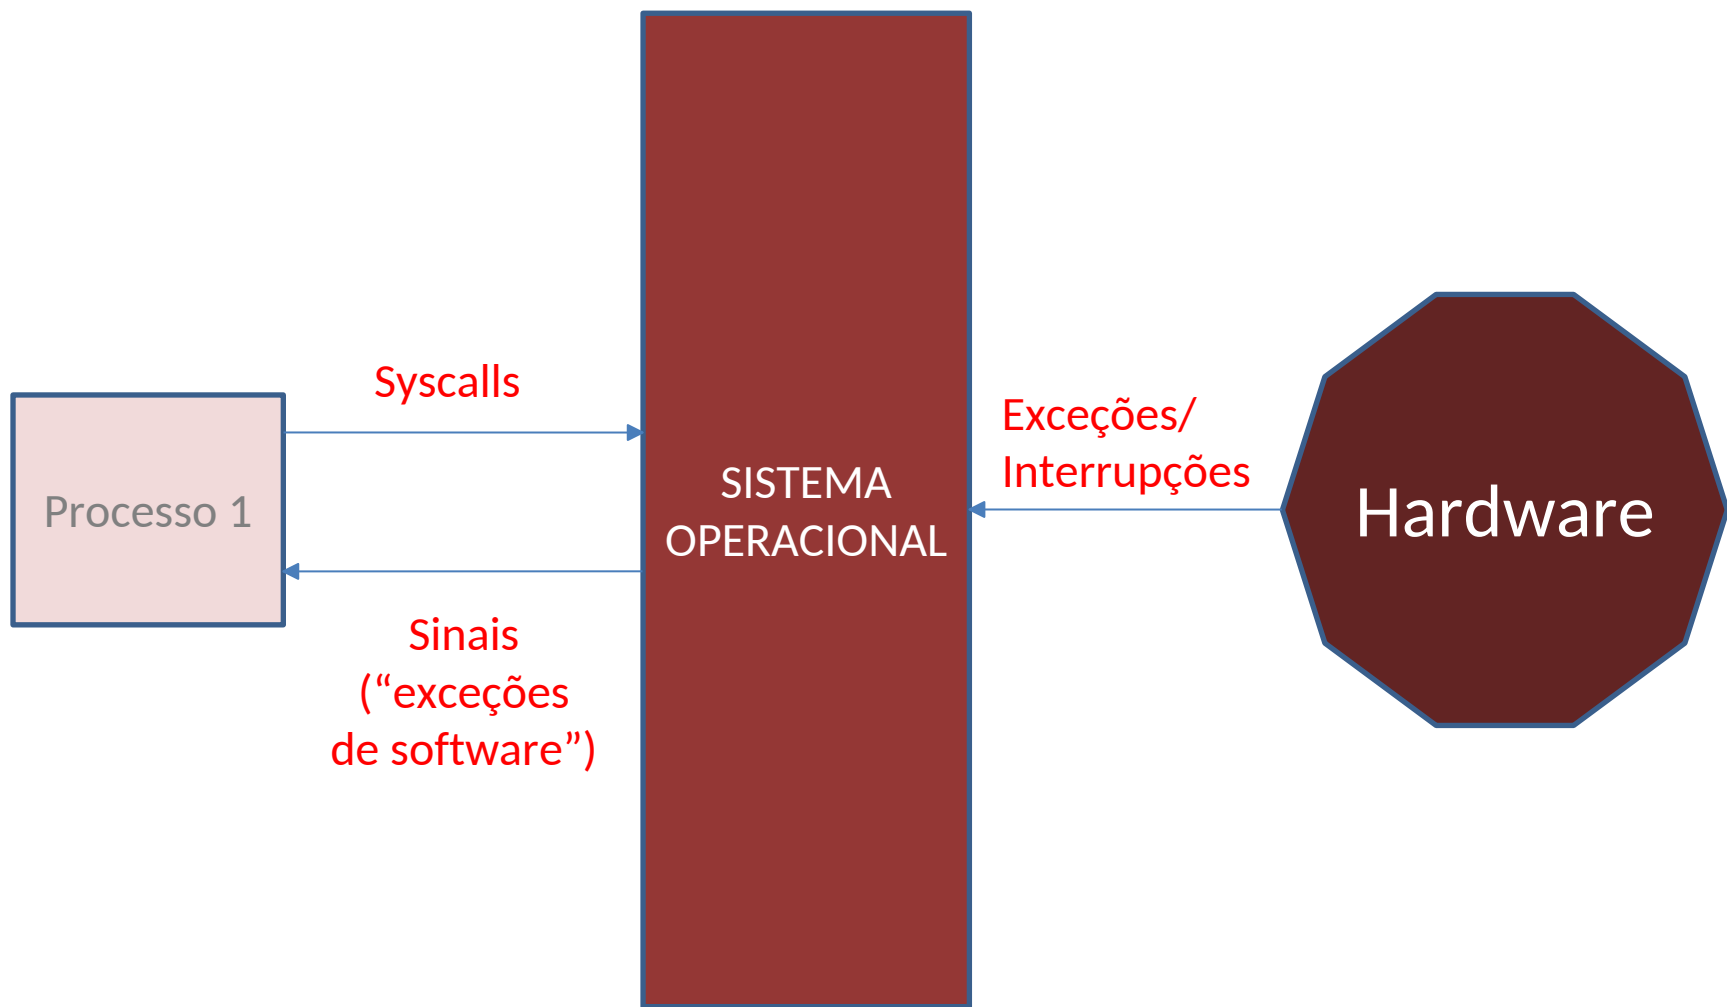 Syscalls
Processo 1
Sinais
(“exceções
de software”)
SISTEMA
OPERACIONAL
Exceções/
Interrupções
Hardware